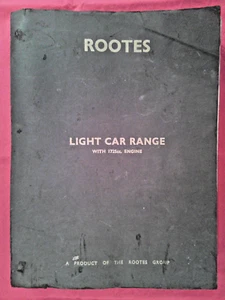 ROOTES
LIGHT CAR RANGE
WITH 1725cc. ENGINE
A PRODUCT OF THE ROOTES GROUP